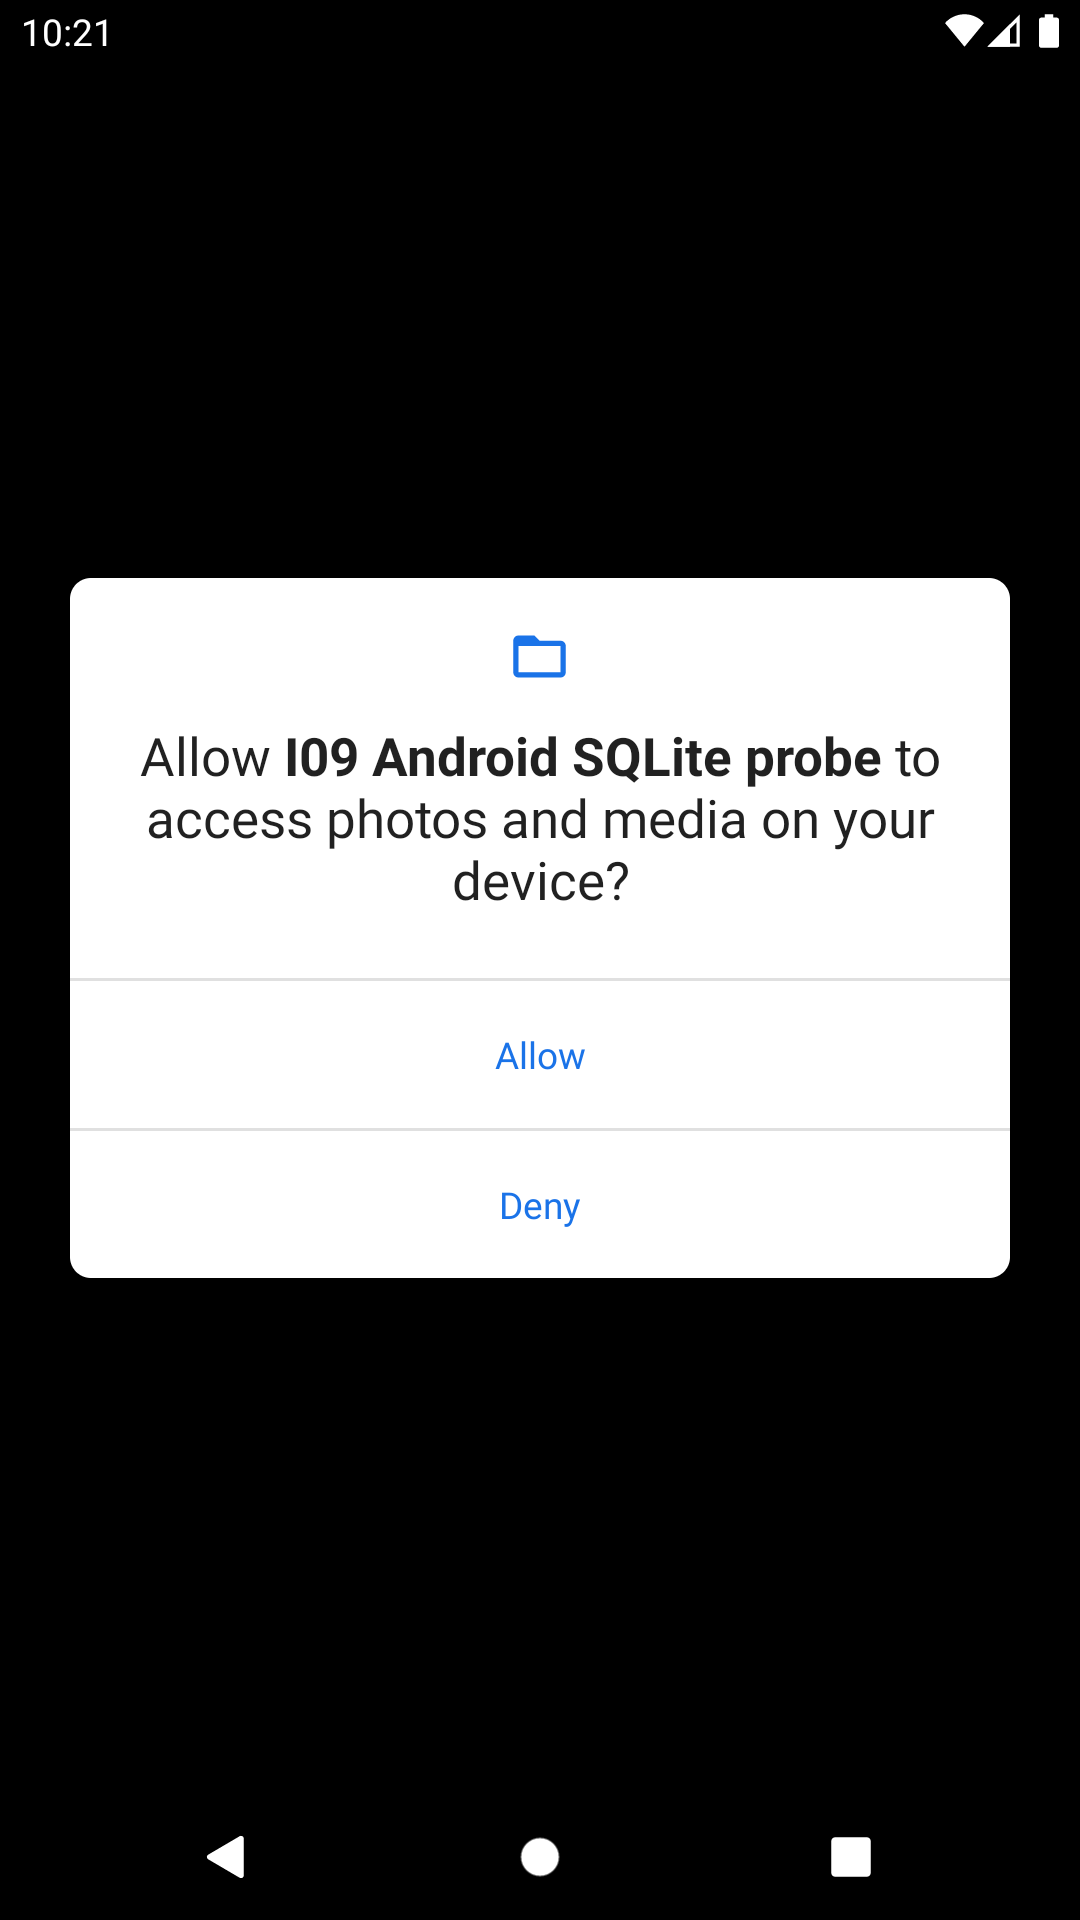 10:21
Allow I09 Android SQLite probe to
access photos and media on your
device?
Allow
Deny